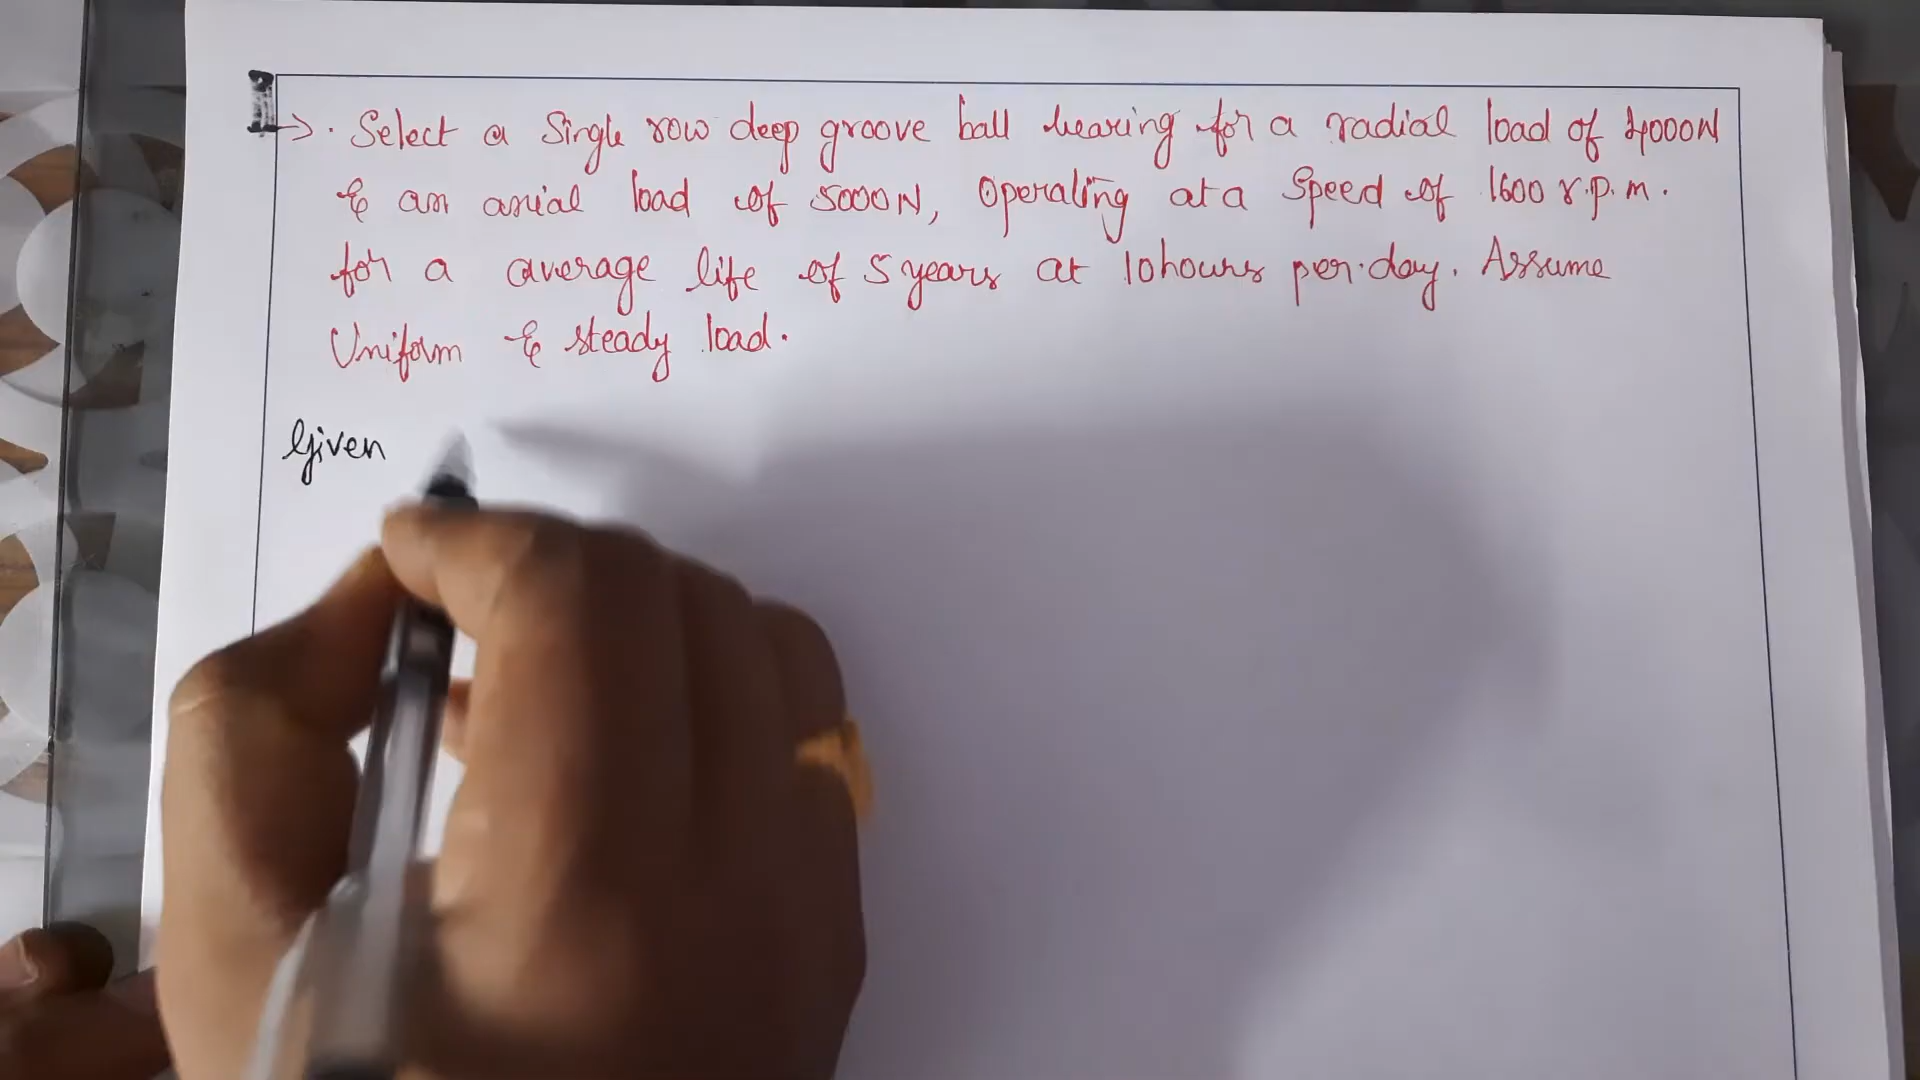 →. Select a Single row deep groove ball bearing for a radial load of 4000N
& an axial load of 5000N, Operating at a Speed of 1600 r.p.m.
for a average life of 5 years at 10 hours per day. Assume
Uniform & steady load.
Given